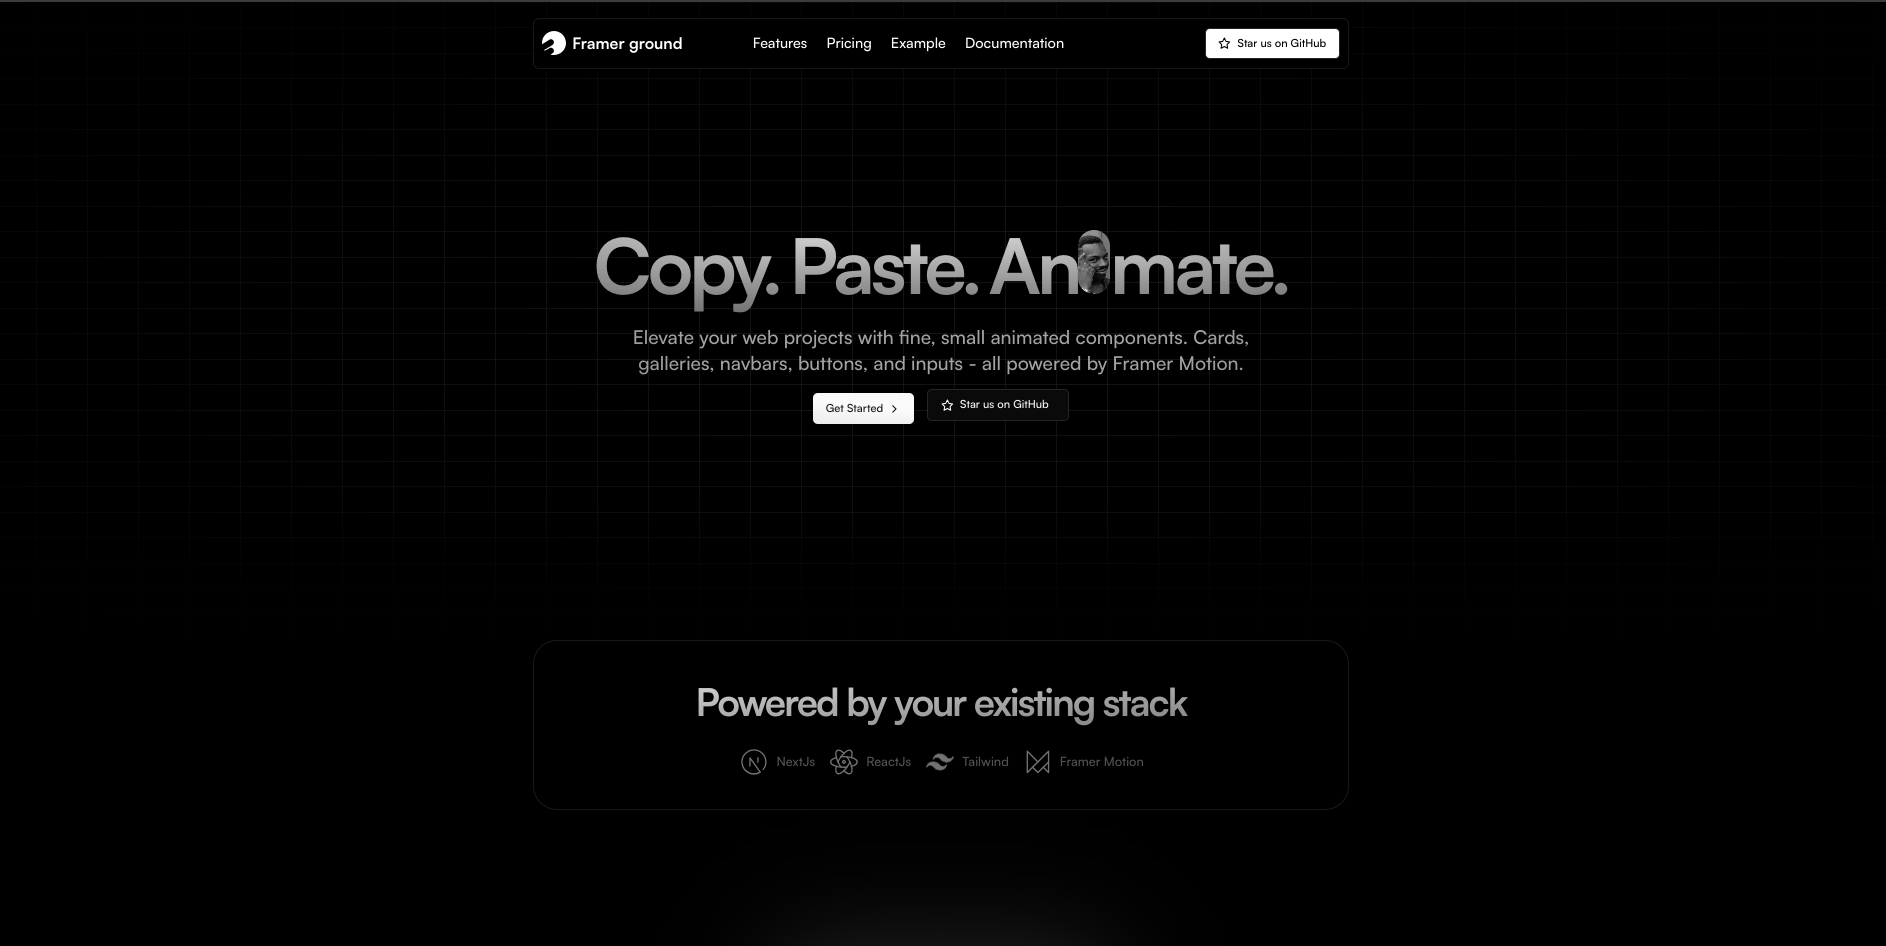 Framer ground
Features Pricing Example Documentation
Star us on GitHub
Copy. Paste. Animate.
Elevate your web projects with fine, small animated components. Cards,
galleries, navbars, buttons, and inputs - all powered by Framer Motion.
Get Started
Star us on GitHub
Powered by your existing stack
NextJs ReactJs Tailwind Framer Motion